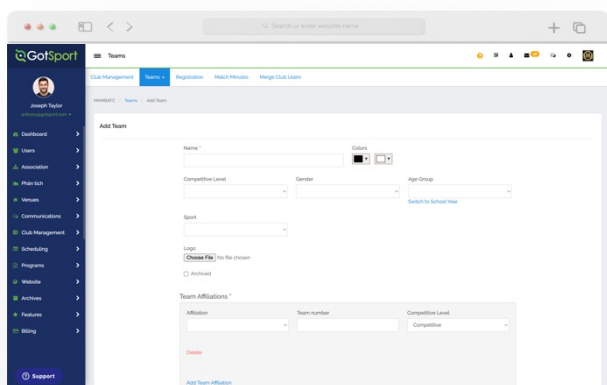 Search or enter website name
GotSport
Teams
Club Management Teams Registration Match Minutes Merge Club Users
Joseph Taylor
Teams / Add Team
Add Team
Name *
Colors
Competitive Level
Gender
Age Group
Switch to School Year
Sport
Logo
Choose File No file chosen
Archived
Team Affiliations *
Affiliation
Team number
Competitive Level
Competitive
Delete
Add Team Affiliation
Dashboard
Users
Association
Phân tích
Venues
Communications
Club Management
Scheduling
Programs
Website
Archives
Features
Billing
Support